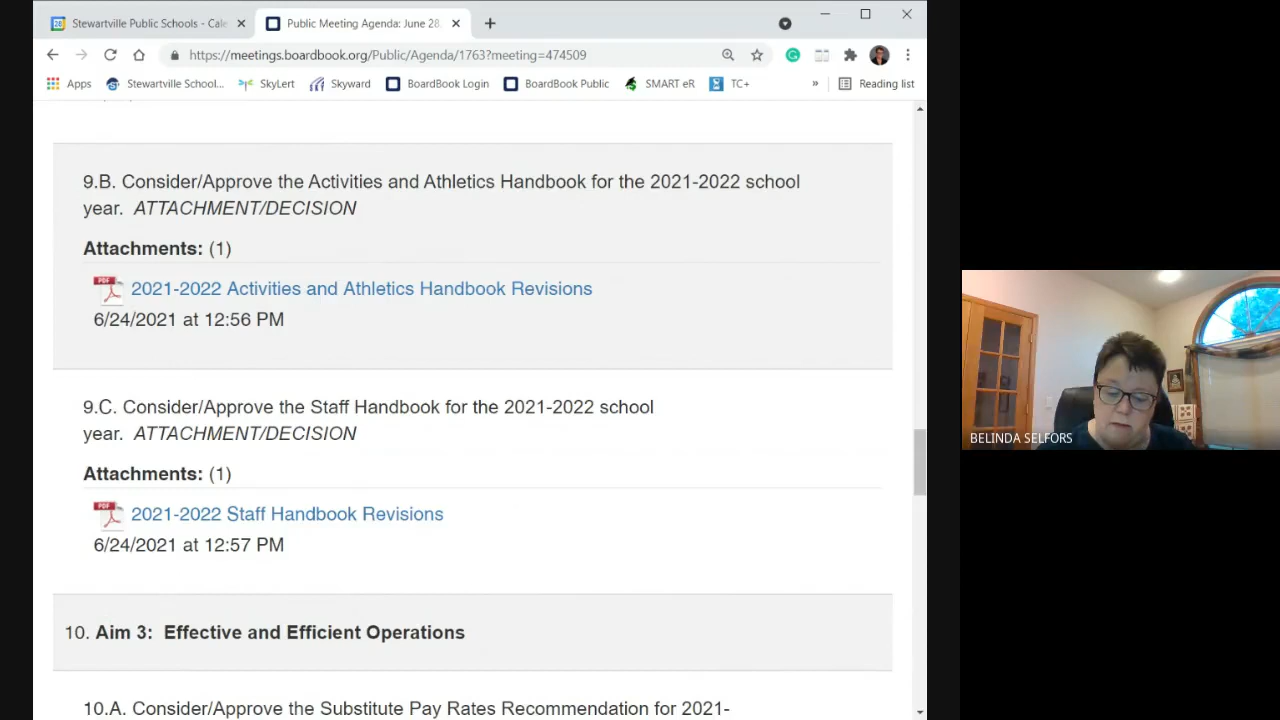 Stewartville Public Schools - Cale
Public Meeting Agenda: June 28,
https://meetings.boardbook.org/Public/Agenda/1763?meeting=474509
Apps
Stewartville School...
SkyLert
Skyward
BoardBook Login
BoardBook Public
SMART eR
TC+
»
Reading list
9.B. Consider/Approve the Activities and Athletics Handbook for the 2021-2022 school
year. ATTACHMENT/DECISION
Attachments: (1)
PDF
2021-2022 Activities and Athletics Handbook Revisions
6/24/2021 at 12:56 PM
9.C. Consider/Approve the Staff Handbook for the 2021-2022 school
year. ATTACHMENT/DECISION
Attachments: (1)
PDF
2021-2022 Staff Handbook Revisions
6/24/2021 at 12:57 PM
10. Aim 3: Effective and Efficient Operations
10.A. Consider/Approve the Substitute Pay Rates Recommendation for 2021-
BELINDA SELFORS